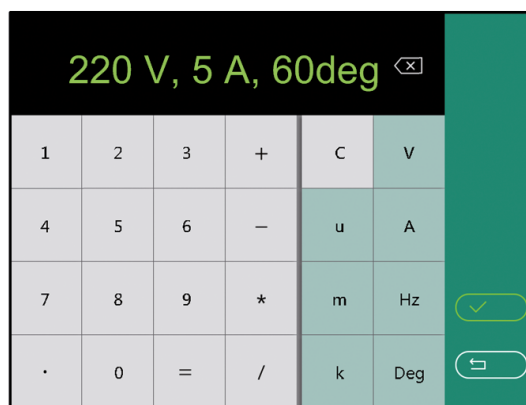 220 V, 5 A, 60deg
1 2 3 + C V
4 5 6 − u A
7 8 9 * m Hz
. 0 = / k Deg